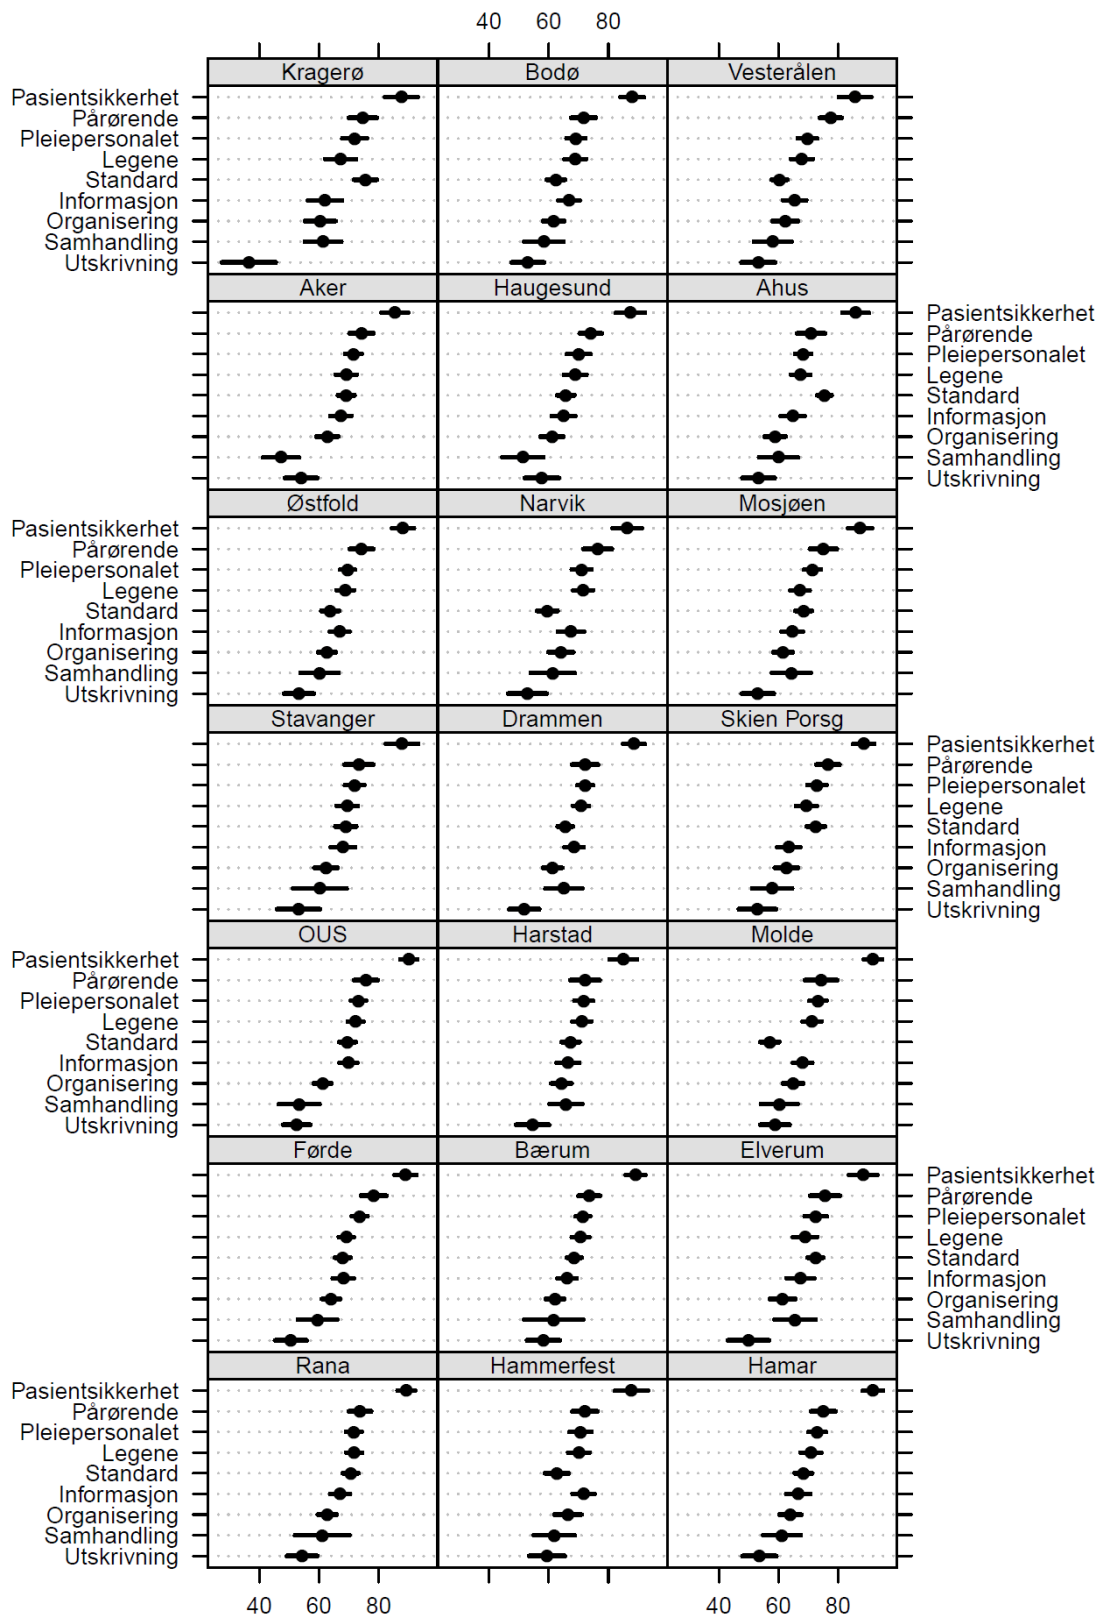 40 60 80
Kragerø Bodø Vesterålen
Pasientsikkerhet
Pårørende
Pleiepersonalet
Legene
Standard
Informasjon
Organisering
Samhandling
Utskrivning
Aker Haugesund Ahus
Pasientsikkerhet
Pårørende
Pleiepersonalet
Legene
Standard
Informasjon
Organisering
Samhandling
Utskrivning
Østfold Narvik Mosjøen
Pasientsikkerhet
Pårørende
Pleiepersonalet
Legene
Standard
Informasjon
Organisering
Samhandling
Utskrivning
Stavanger Drammen Skien Porsg
Pasientsikkerhet
Pårørende
Pleiepersonalet
Legene
Standard
Informasjon
Organisering
Samhandling
Utskrivning
OUS Harstad Molde
Pasientsikkerhet
Pårørende
Pleiepersonalet
Legene
Standard
Informasjon
Organisering
Samhandling
Utskrivning
Førde Bærum Elverum
Pasientsikkerhet
Pårørende
Pleiepersonalet
Legene
Standard
Informasjon
Organisering
Samhandling
Utskrivning
Rana Hammerfest Hamar
Pasientsikkerhet
Pårørende
Pleiepersonalet
Legene
Standard
Informasjon
Organisering
Samhandling
Utskrivning
40 60 80 40 60 80